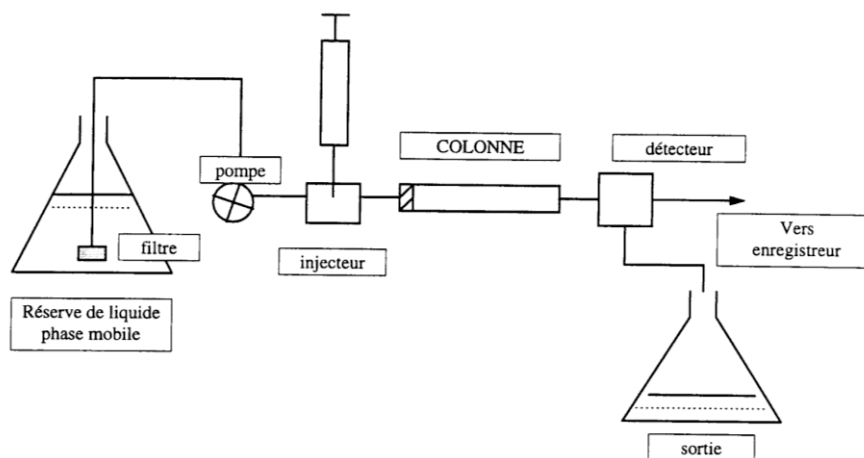 COLONNE
détecteur
pompe
filtre
injecteur
Vers
enregistreur
Réserve de liquide
phase mobile
sortie